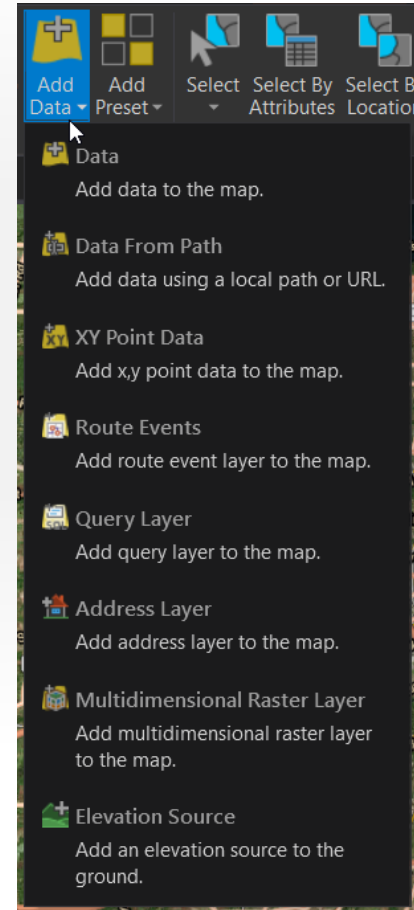 Add Data
Add Preset
Select
Select By Attributes
Select B
Location
Data
Add data to the map.
Data From Path
Add data using a local path or URL.
XY Point Data
Add x,y point data to the map.
Route Events
Add route event layer to the map.
Query Layer
Add query layer to the map.
Address Layer
Add address layer to the map.
Multidimensional Raster Layer
Add multidimensional raster layer
to the map.
Elevation Source
Add an elevation source to the
ground.